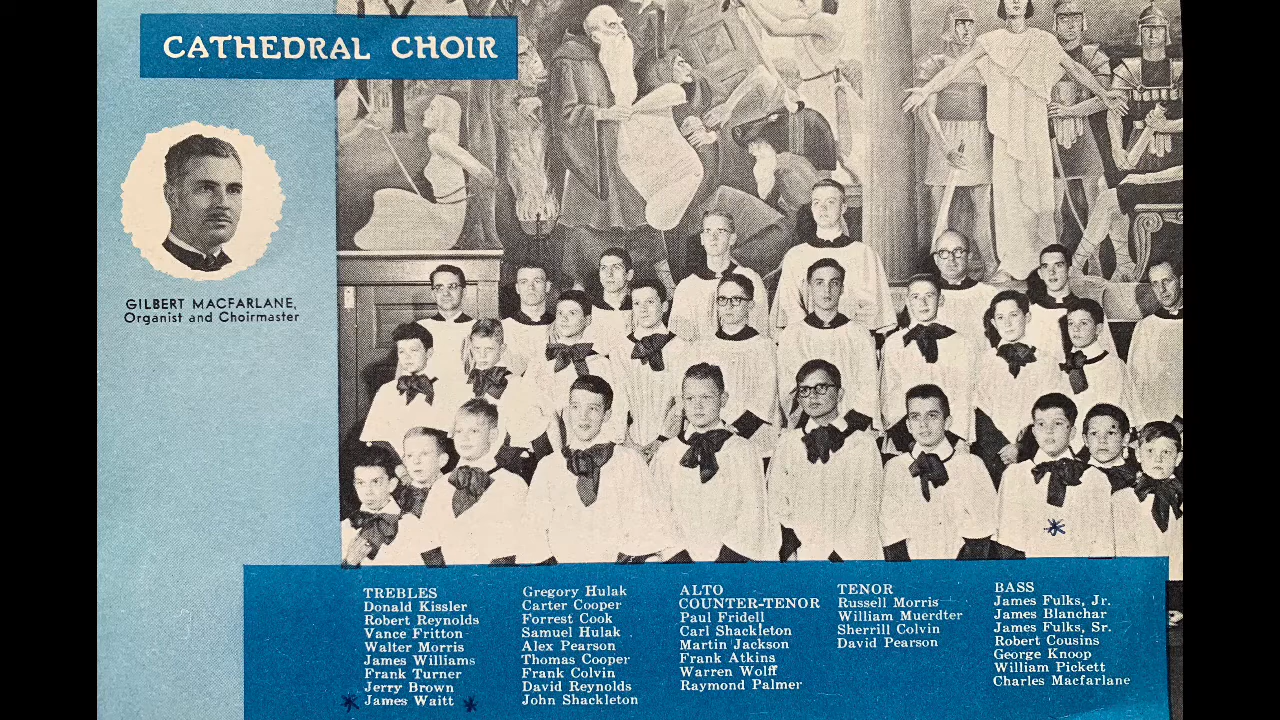 CATHEDRAL CHOIR
GILBERT MACFARLANE,
Organist and Choirmaster
TREBLES
Donald Kissler
Robert Reynolds
Vance Fritton
Walter Morris
James Williams
Frank Turner
Jerry Brown
* James Waitt *
Gregory Hulak
Carter Cooper
Forrest Cook
Samuel Hulak
Alex Pearson
Thomas Cooper
Frank Colvin
David Reynolds
John Shackleton
ALTO
COUNTER-TENOR
Paul Fridell
Carl Shackleton
Martin Jackson
Frank Atkins
Warren Wolff
Raymond Palmer
TENOR
Russell Morris
William Muerdter
Sherrill Colvin
David Pearson
BASS
James Fulks, Jr.
James Blanchar
James Fulks, Sr.
Robert Cousins
George Knoop
William Pickett
Charles Macfarlane